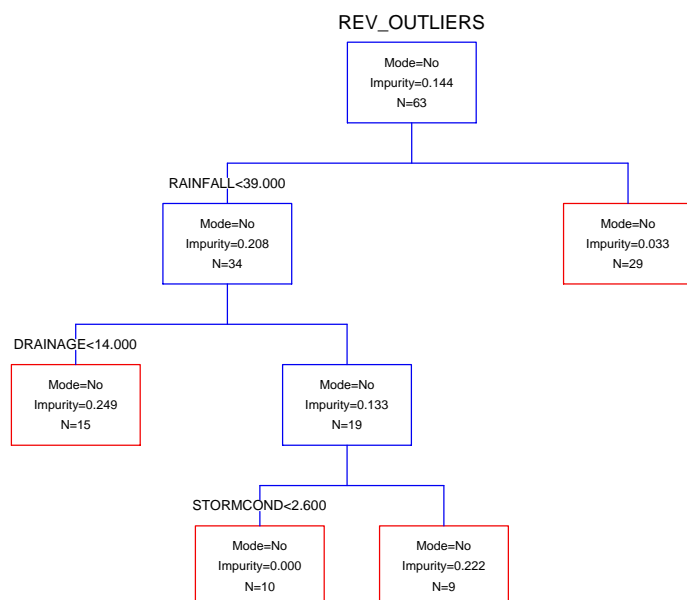 REV_OUTLIERS
Mode=No
Impurity=0.144
N=63
RAINFALL<39.000
Mode=No
Impurity=0.208
N=34
Mode=No
Impurity=0.033
N=29
DRAINAGE<14.000
Mode=No
Impurity=0.249
N=15
Mode=No
Impurity=0.133
N=19
STORMCOND<2.600
Mode=No
Impurity=0.000
N=10
Mode=No
Impurity=0.222
N=9